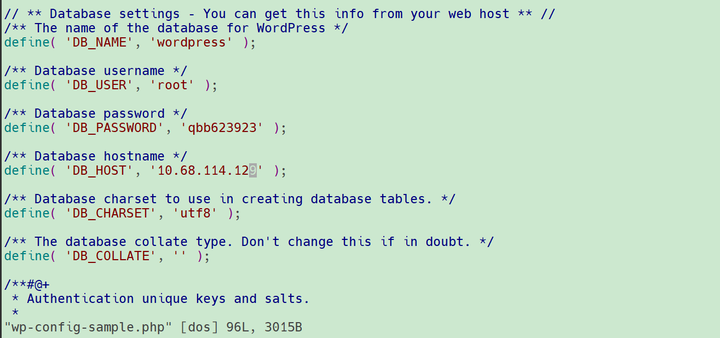 // ** Database settings - You can get this info from your web host ** //
/** The name of the database for WordPress */
define( 'DB_NAME', 'wordpress' );
/** Database username */
define( 'DB_USER', 'root' );
/** Database password */
define( 'DB_PASSWORD', 'qbb623923' );
/** Database hostname */
define( 'DB_HOST', '10.68.114.129' );
/** Database charset to use in creating database tables. */
define( 'DB_CHARSET', 'utf8' );
/** The database collate type. Don't change this if in doubt. */
define( 'DB_COLLATE', '' );
/**#@+
* Authentication unique keys and salts.
*
"wp-config-sample.php" [dos] 96L, 3015B